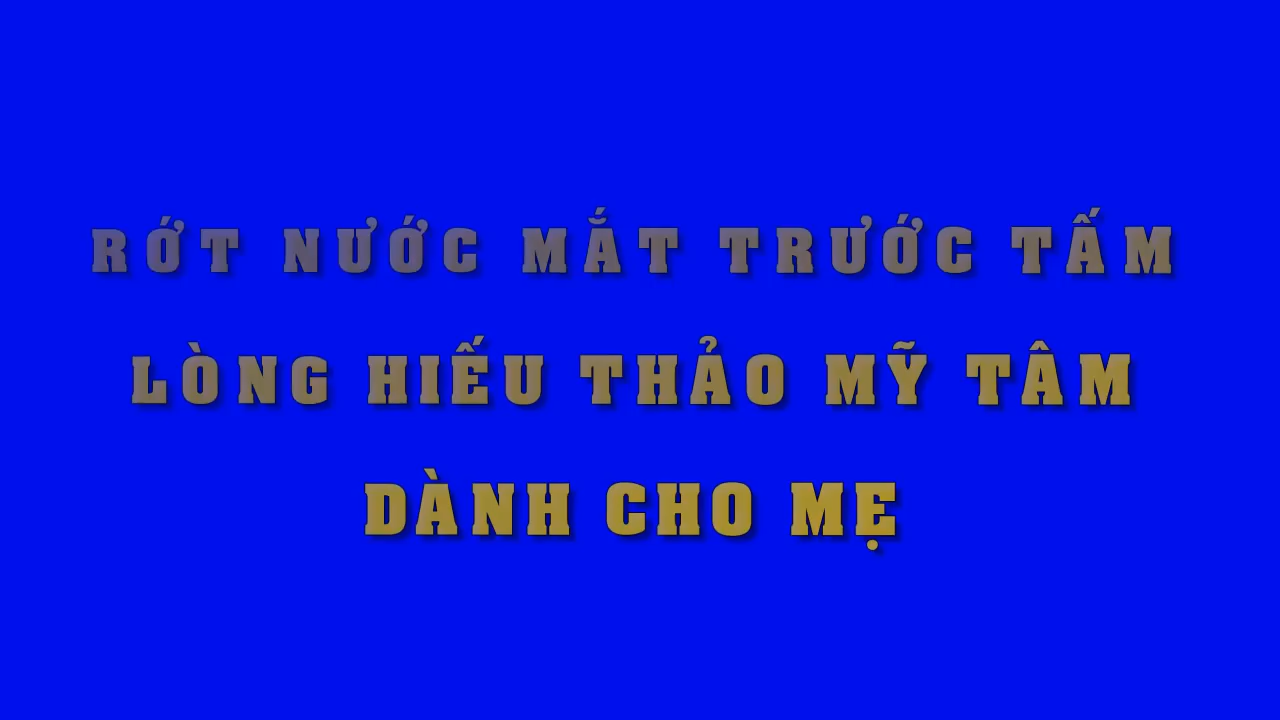 RỚT NƯỚC MẮT TRƯỚC TẤM
LÒNG HIẾU THẢO MỸ TÂM
DÀNH CHO MẸ